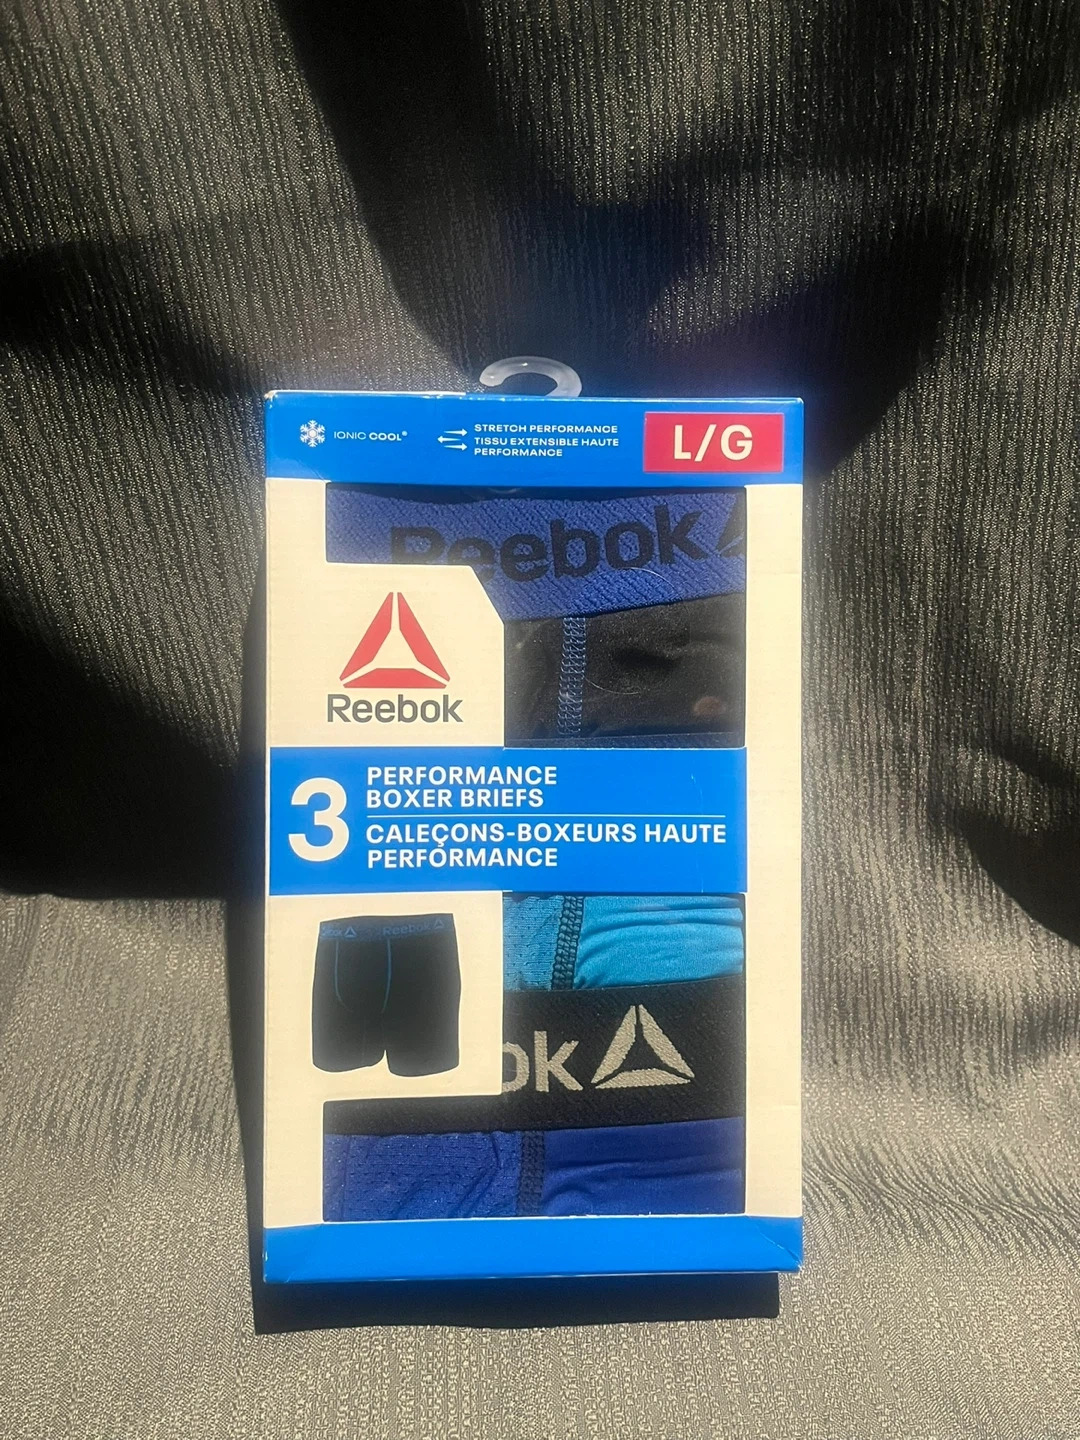 IONIC COOL®
STRETCH PERFORMANCE
TISSU EXTENSIBLE HAUTE
PERFORMANCE
L/G
Reebok
Reebok
3
PERFORMANCE
BOXER BRIEFS
CALEÇONS-BOXEURS HAUTE
PERFORMANCE
Reebok
ok